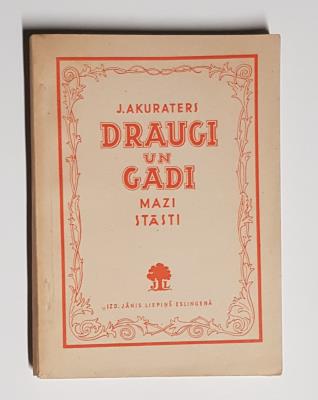 J. AKURATERS
DRAUGI
UN
GADI
MAZI
STĀSTI
J L
IZD. JĀNIS LIEPIŅŠ ESLINGENĀ